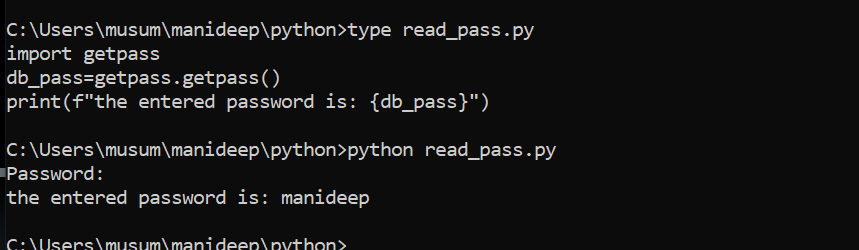 C:\Users\musum\manideep\python>type read_pass.py
import getpass
db_pass=getpass.getpass()
print(f"the entered password is: {db_pass}")
C:\Users\musum\manideep\python>python read_pass.py
Password:
the entered password is: manideep
C:\Users\musum\manideep\python>